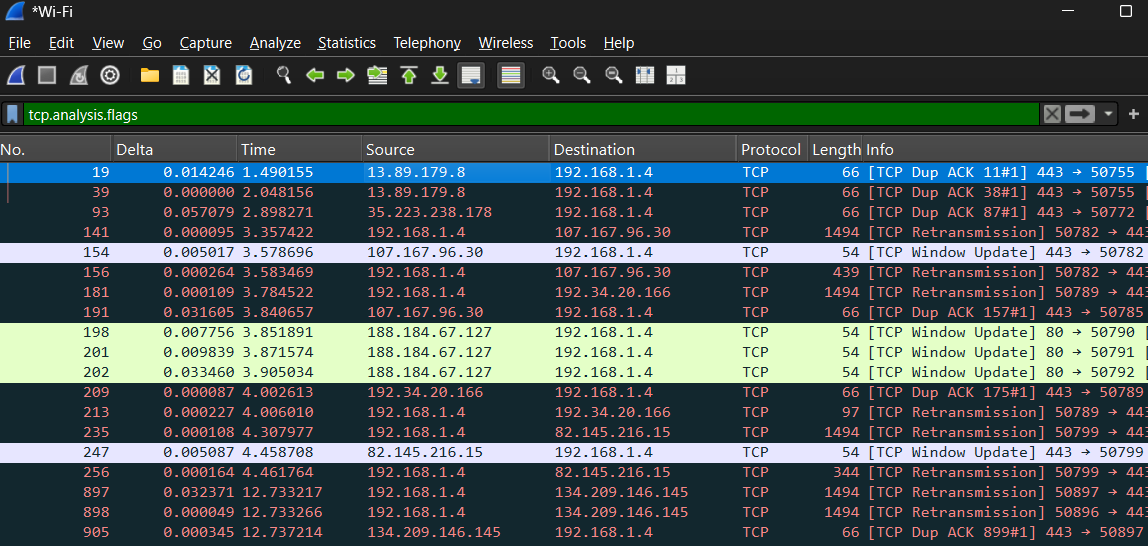 *Wi-Fi
File Edit View Go Capture Analyze Statistics Telephony Wireless Tools Help
tcp.analysis.flags
No. Delta Time Source Destination Protocol Length Info
19 0.014246 1.490155 13.89.179.8 192.168.1.4 TCP 66 [TCP Dup ACK 11#1] 443 → 50755 [
39 0.000000 2.048156 13.89.179.8 192.168.1.4 TCP 66 [TCP Dup ACK 38#1] 443 → 50755 [
93 0.057079 2.898271 35.223.238.178 192.168.1.4 TCP 66 [TCP Dup ACK 87#1] 443 → 50772 [
141 0.000095 3.357422 192.168.1.4 107.167.96.30 TCP 1494 [TCP Retransmission] 50782 → 443
154 0.005017 3.578696 107.167.96.30 192.168.1.4 TCP 54 [TCP Window Update] 443 → 50782
156 0.000264 3.583469 192.168.1.4 107.167.96.30 TCP 439 [TCP Retransmission] 50782 → 443
181 0.000109 3.784522 192.168.1.4 192.34.20.166 TCP 1494 [TCP Retransmission] 50789 → 443
191 0.031605 3.840657 107.167.96.30 192.168.1.4 TCP 66 [TCP Dup ACK 157#1] 443 → 50785
198 0.007756 3.851891 188.184.67.127 192.168.1.4 TCP 54 [TCP Window Update] 80 → 50790 [
201 0.009839 3.871574 188.184.67.127 192.168.1.4 TCP 54 [TCP Window Update] 80 → 50791 [
202 0.033460 3.905034 188.184.67.127 192.168.1.4 TCP 54 [TCP Window Update] 80 → 50792 [
209 0.000087 4.002613 192.34.20.166 192.168.1.4 TCP 66 [TCP Dup ACK 175#1] 443 → 50789
213 0.000227 4.006010 192.168.1.4 192.34.20.166 TCP 97 [TCP Retransmission] 50789 → 443
235 0.000108 4.307977 192.168.1.4 82.145.216.15 TCP 1494 [TCP Retransmission] 50799 → 443
247 0.005087 4.458708 82.145.216.15 192.168.1.4 TCP 54 [TCP Window Update] 443 → 50799
256 0.000164 4.461764 192.168.1.4 82.145.216.15 TCP 344 [TCP Retransmission] 50799 → 443
897 0.032371 12.733217 192.168.1.4 134.209.146.145 TCP 1494 [TCP Retransmission] 50897 → 443
898 0.000049 12.733266 192.168.1.4 134.209.146.145 TCP 1494 [TCP Retransmission] 50896 → 443
905 0.000345 12.737214 134.209.146.145 192.168.1.4 TCP 66 [TCP Dup ACK 899#1] 443 → 50897